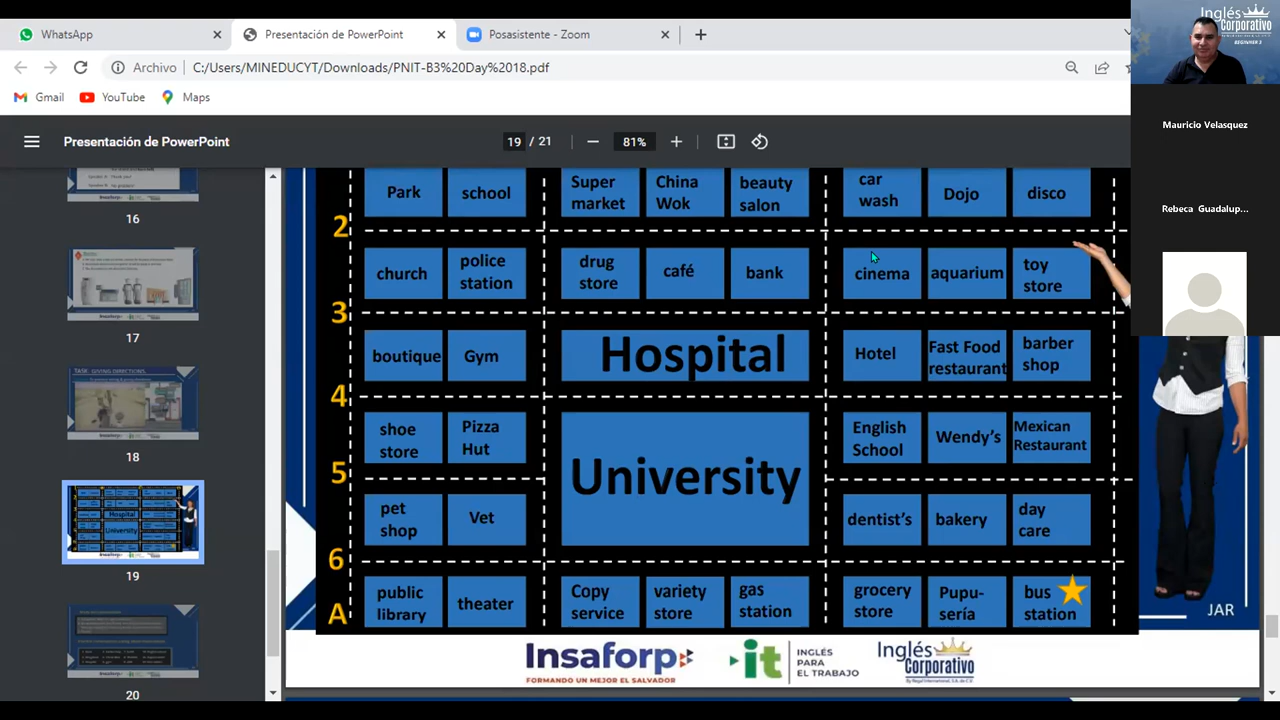 WhatsApp
Presentación de PowerPoint
Posasistente - Zoom
Archivo
C:/Users/MINEDUCYT/Downloads/PNIT-B3%20Day%2018.pdf
Gmail
YouTube
Maps
Presentación de PowerPoint
19 / 21
81%
Inglés
Corporativo
BEGINNER 3
Mauricio Velasquez
Rebeca Guadalup...
16
17
TASK: GIVING DIRECTIONS.
18
19
20
Park
school
Super
market
China
Wok
beauty
salon
car
wash
Dojo
disco
2
church
police
station
drug
store
café
bank
cinema
aquarium
toy
store
3
boutique
Gym
Hospital
Hotel
Fast Food
restaurant
barber
shop
4
shoe
store
Pizza
Hut
University
English
School
Wendy's
Mexican
Restaurant
5
pet
shop
Vet
dentist's
bakery
day
care
6
public
library
theater
Copy
service
variety
store
gas
station
grocery
store
Pupu-
sería
bus
station
A
JAR
Insaforp
FORMANDO UN MEJOR EL SALVADOR
it
INGLÉS
PARA
EL TRABAJO
Inglés
Corporativo